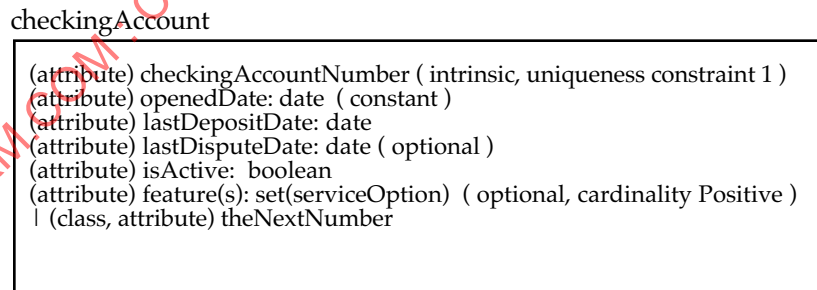 checkingAccount
(attribute) checkingAccountNumber ( intrinsic, uniqueness constraint 1 )
(attribute) openedDate: date ( constant )
(attribute) lastDepositDate: date
(attribute) lastDisputeDate: date ( optional )
(attribute) isActive: boolean
(attribute) feature(s): set(serviceOption) ( optional, cardinality Positive )
| (class, attribute) theNextNumber